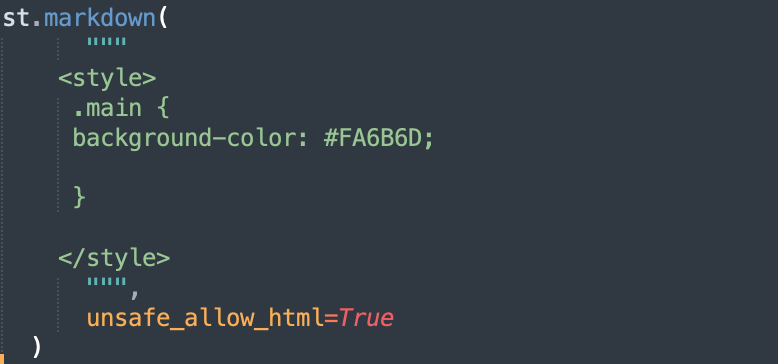 st.markdown(
"""
<style>
.main {
background-color: #FA6B6D;
}
</style>
""",
unsafe_allow_html=True
)